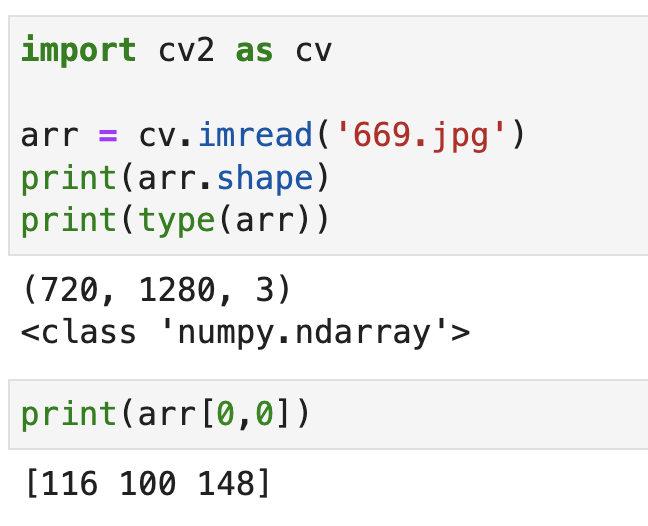 import cv2 as cv
arr = cv.imread('669.jpg')
print(arr.shape)
print(type(arr))
(720, 1280, 3)
<class 'numpy.ndarray'>
print(arr[0,0])
[116 100 148]